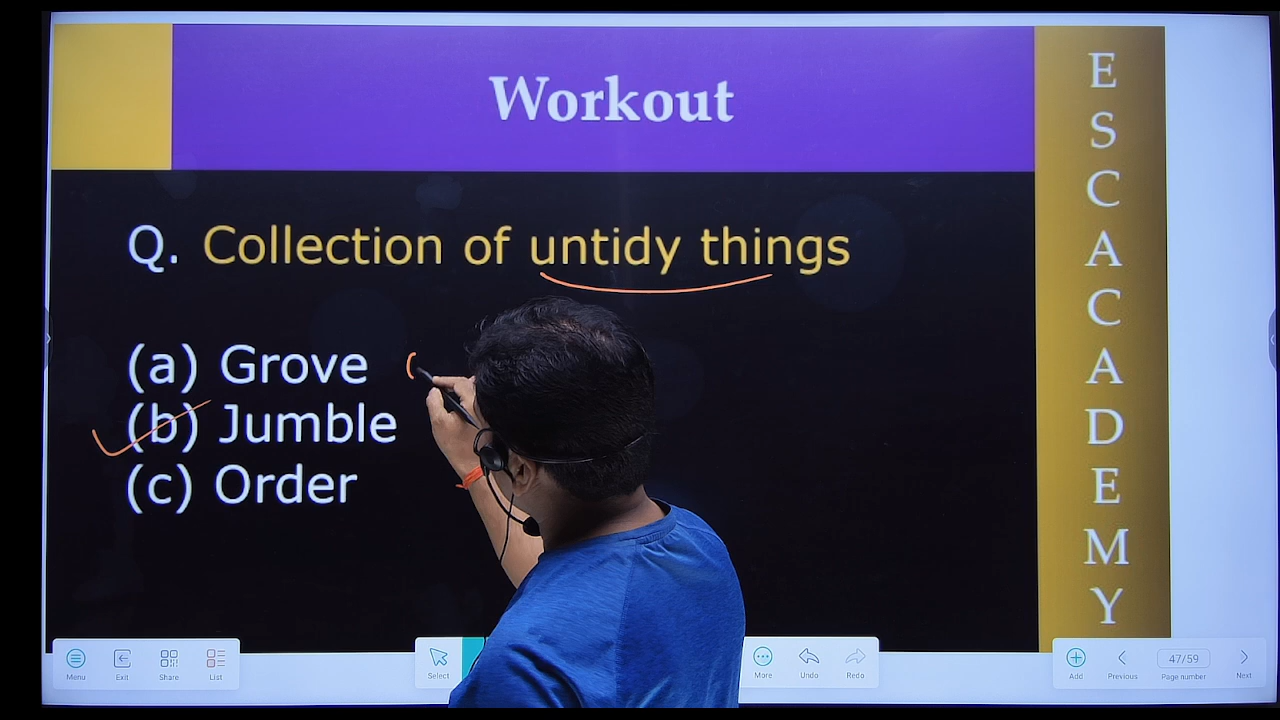 Workout
Q. Collection of untidy things
(a) Grove
(b) Jumble
(c) Order
E
S
C
A
C
A
D
E
M
Y
Menu
Exit
Share
List
Select
More
Undo
Redo
Add
Previous
47/59
Page number
Next